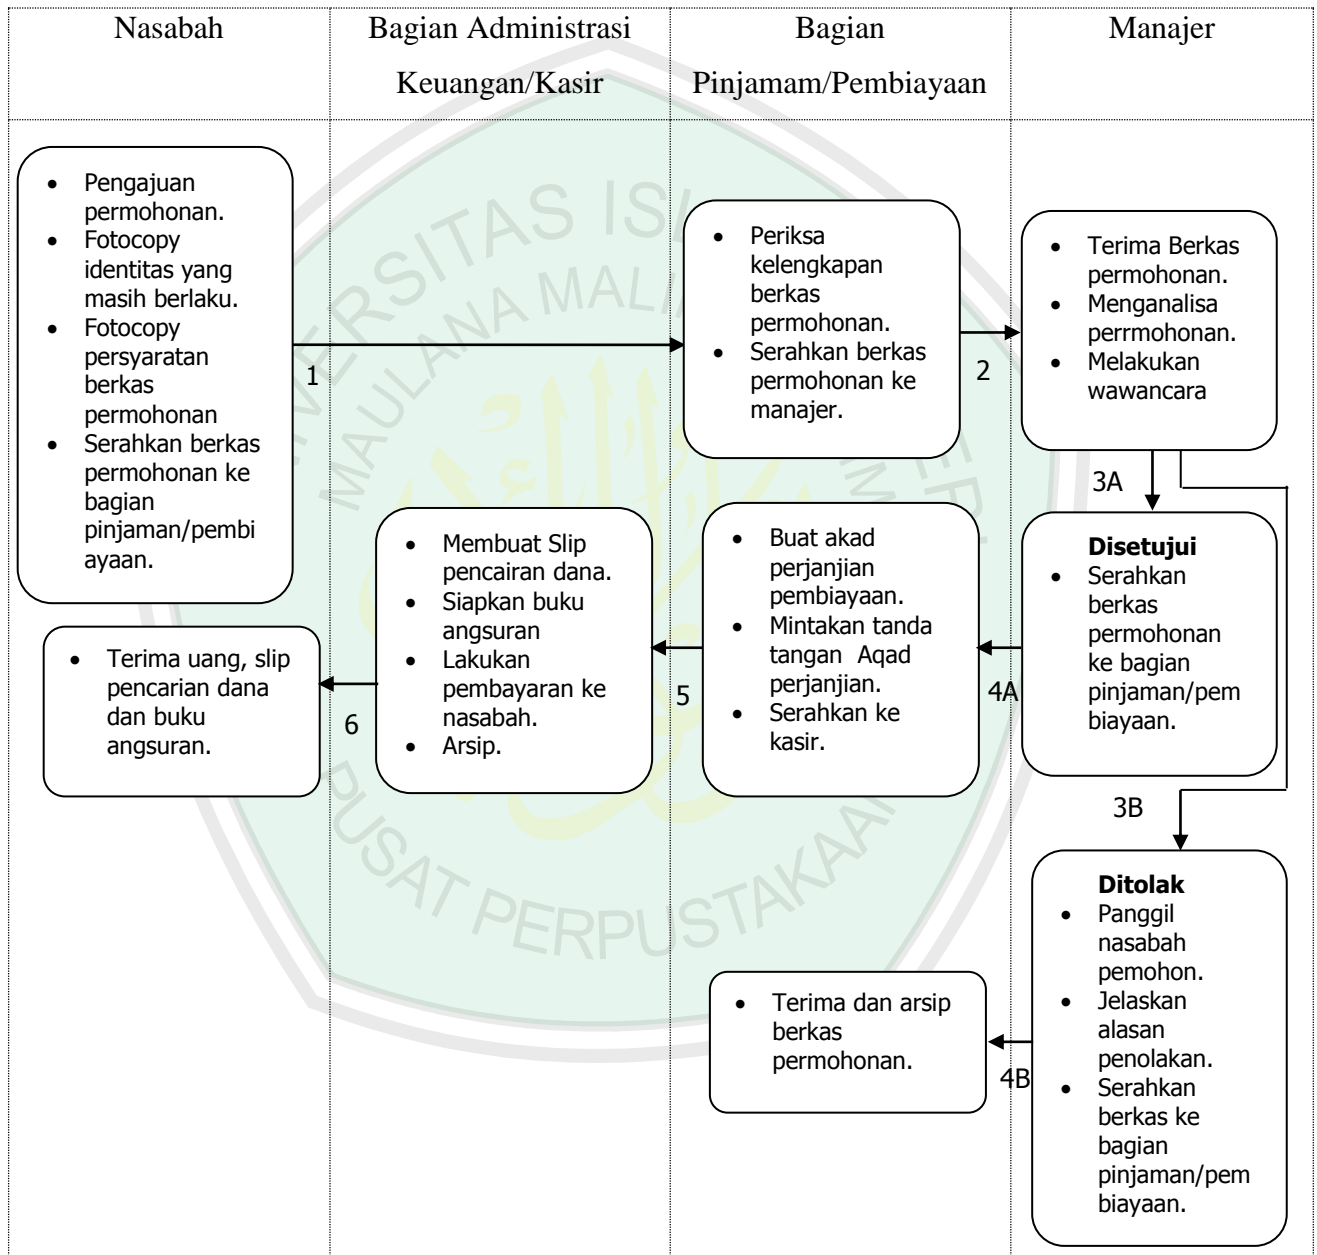 Nasabah
Bagian Administrasi
Keuangan/Kasir
Bagian
Pinjamam/Pembiayaan
Manajer
• Pengajuan
permohonan.
• Fotocopy
identitas yang
masih berlaku.
• Fotocopy
persyaratan
berkas
permohonan
• Serahkan berkas
permohonan ke
bagian
pinjaman/pembi
ayaan.
1
• Periksa
kelengkapan
berkas
permohonan.
• Serahkan berkas
permohonan ke
manajer.
2
• Terima Berkas
permohonan.
• Menganalisa
perrmohonan.
• Melakukan
wawancara
3A
Disetujui
• Serahkan
berkas
permohonan
ke bagian
pinjaman/pem
biayaan.
4A
• Buat akad
perjanjian
pembiayaan.
• Mintakan tanda
tangan Aqad
perjanjian.
• Serahkan ke
kasir.
5
• Membuat Slip
pencairan dana.
• Siapkan buku
angsuran
• Lakukan
pembayaran ke
nasabah.
• Arsip.
6
• Terima uang, slip
pencarian dana
dan buku
angsuran.
3B
Ditolak
• Panggil
nasabah
pemohon.
• Jelaskan
alasan
penolakan.
• Serahkan
berkas ke
bagian
pinjaman/pem
biayaan.
4B
• Terima dan arsip
berkas
permohonan.
PUSAT PERPUSTAKAAN